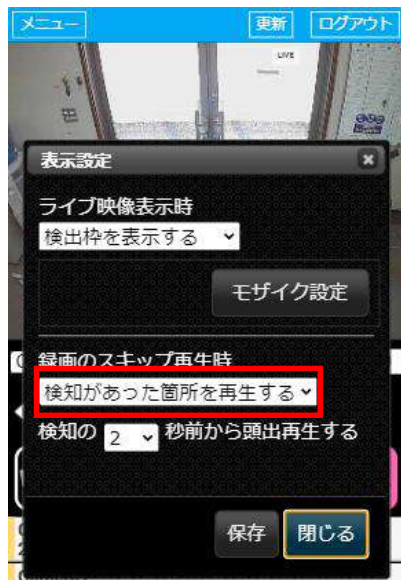 メニュー 更新 ログアウト
LIVE
表示設定
ライブ映像表示時
検出枠を表示する
モザイク設定
録画のスキップ再生時
検知があった箇所を再生する
検知の 2 秒前から頭出再生する
保存 閉じる